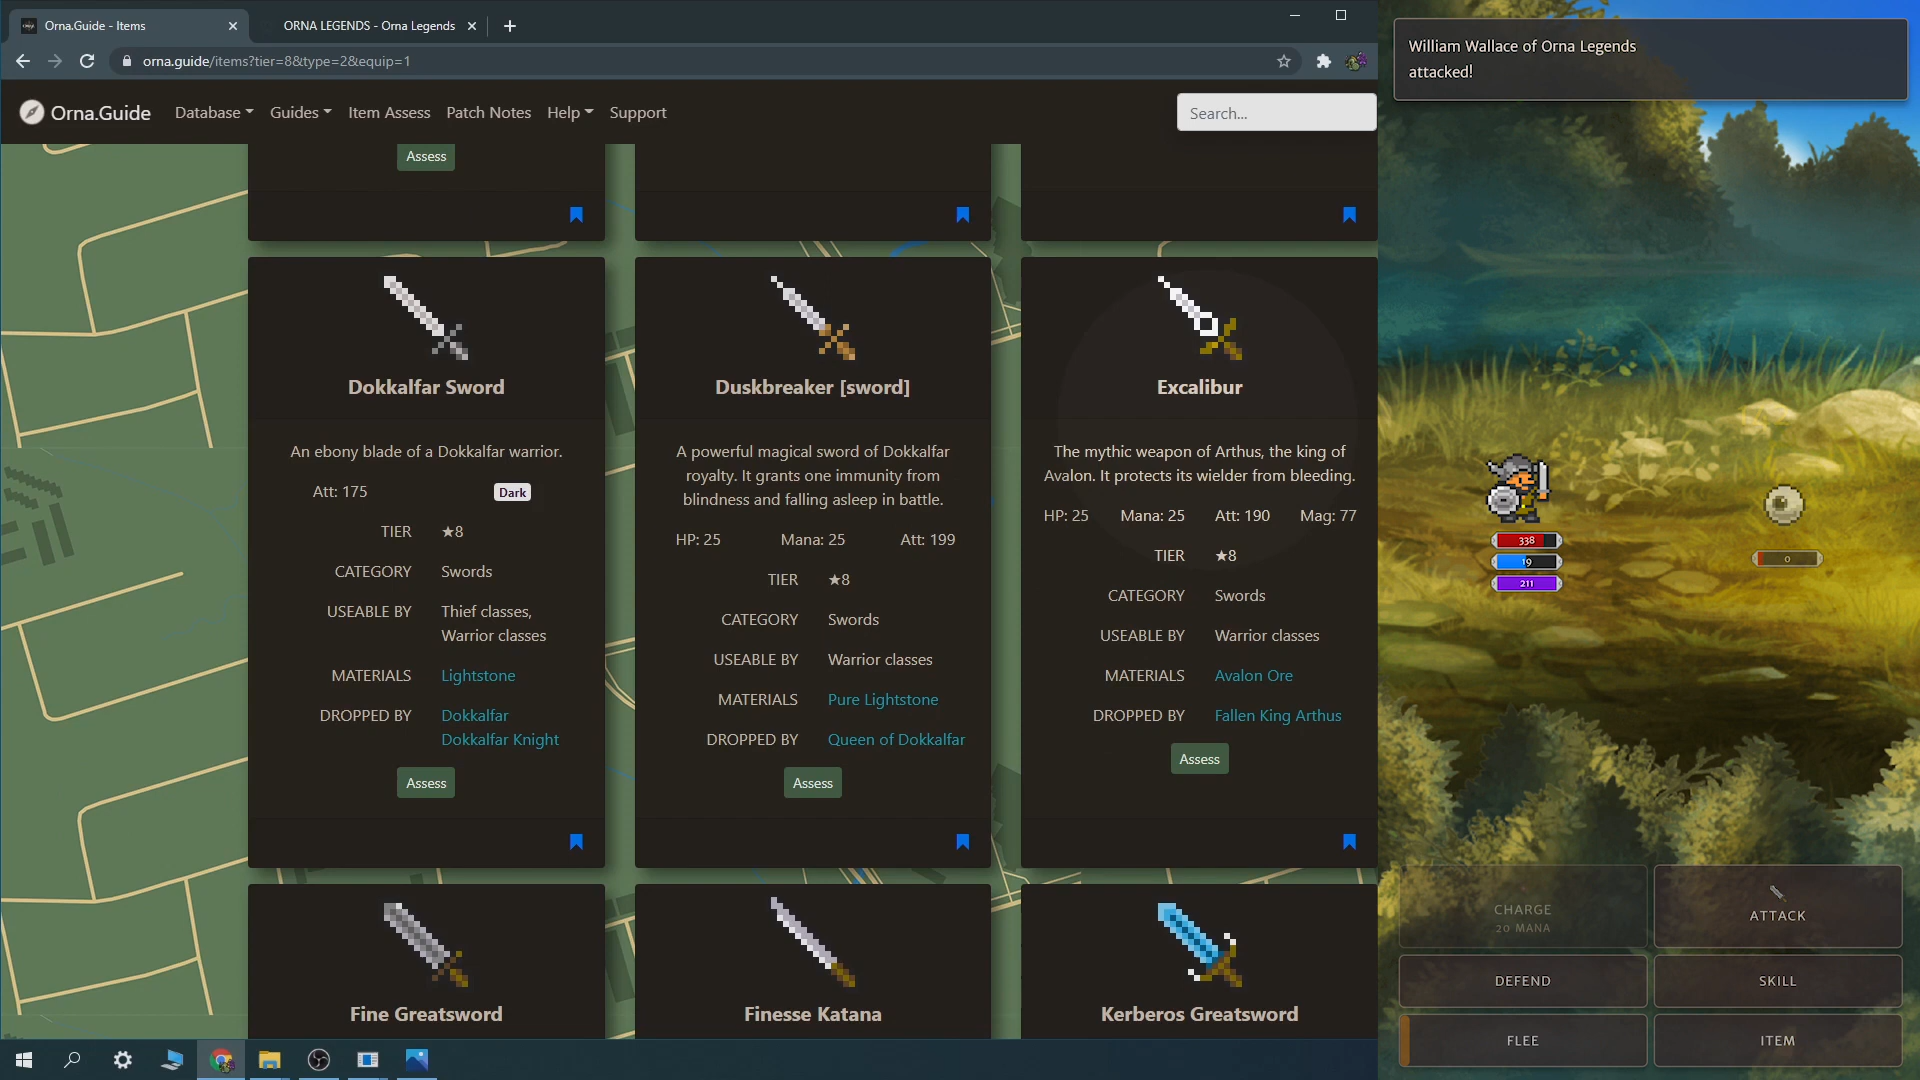 Orna.Guide - Items
ORNA LEGENDS - Orna Legends
orna.guide/items?tier=8&type=2&equip=1
Orna.Guide
Database
Guides
Item Assess
Patch Notes
Help
Support
Search...
Assess
Dokkalfar Sword
An ebony blade of a Dokkalfar warrior.
Att: 175
Dark
TIER ★8
CATEGORY Swords
USEABLE BY Thief classes,
Warrior classes
MATERIALS Lightstone
DROPPED BY Dokkalfar
Dokkalfar Knight
Assess
Duskbreaker [sword]
A powerful magical sword of Dokkalfar
royalty. It grants one immunity from
blindness and falling asleep in battle.
HP: 25 Mana: 25 Att: 199
TIER ★8
CATEGORY Swords
USEABLE BY Warrior classes
MATERIALS Pure Lightstone
DROPPED BY Queen of Dokkalfar
Assess
Excalibur
The mythic weapon of Arthus, the king of
Avalon. It protects its wielder from bleeding.
HP: 25 Mana: 25 Att: 190 Mag: 77
TIER ★8
CATEGORY Swords
USEABLE BY Warrior classes
MATERIALS Avalon Ore
DROPPED BY Fallen King Arthus
Assess
Fine Greatsword
Finesse Katana
Kerberos Greatsword
William Wallace of Orna Legends
attacked!
338
19
211
0
CHARGE
20 MANA
ATTACK
DEFEND
SKILL
FLEE
ITEM